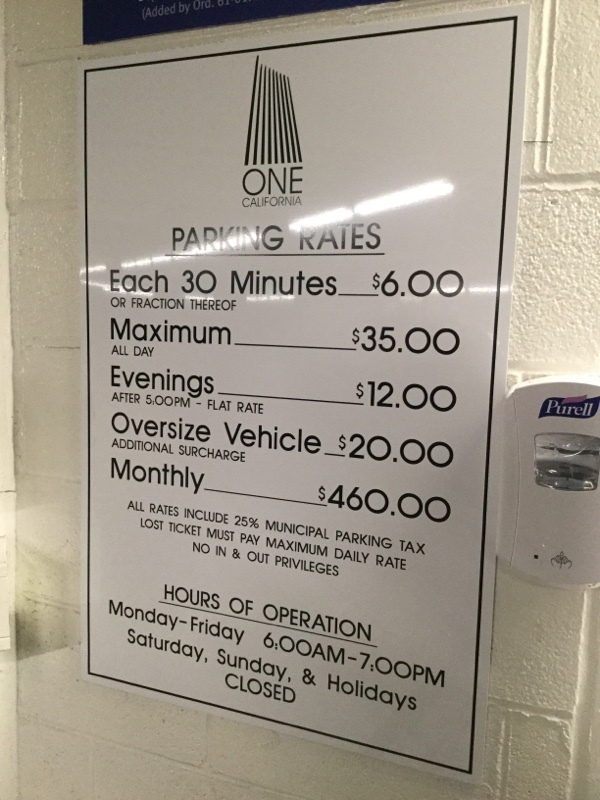 (Added by Ord.
ONE
CALIFORNIA
PARKING RATES
Each 30 Minutes $6.00
OR FRACTION THEREOF
Maximum $35.00
ALL DAY
Evenings $12.00
AFTER 5:00PM - FLAT RATE
Oversize Vehicle $20.00
ADDITIONAL SURCHARGE
Monthly $460.00
ALL RATES INCLUDE 25% MUNICIPAL PARKING TAX
LOST TICKET MUST PAY MAXIMUM DAILY RATE
NO IN & OUT PRIVILEGES
HOURS OF OPERATION
Monday-Friday 6:00AM-7:00PM
Saturday, Sunday, & Holidays
CLOSED
Purell